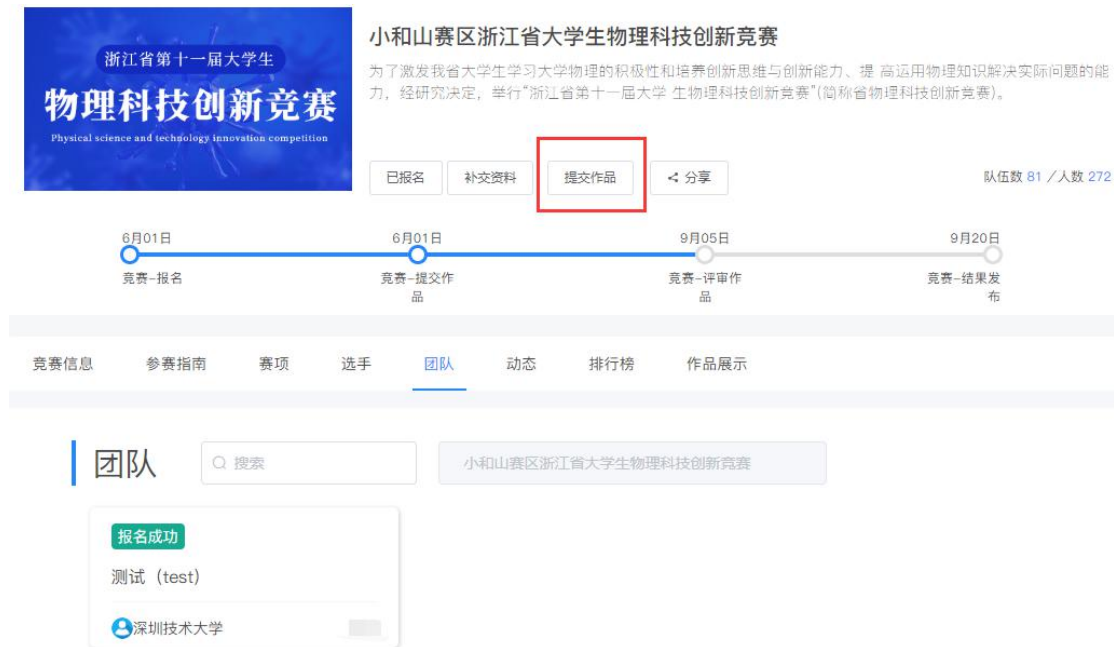 浙江省第十一届大学生
物理科技创新竞赛
Physical science and technology innovation competition
小和山赛区浙江省大学生物理科技创新竞赛
为了激发我省大学生学习大学物理的积极性和培养创新思维与创新能力、提 高运用物理知识解决实际问题的能
力，经研究决定，举行“浙江省第十一届大学 生物理科技创新竞赛”(简称省物理科技创新竞赛)。
已报名 补交资料 提交作品 分享 队伍数 81 / 人数 272
6月01日 6月01日 9月05日 9月20日
竞赛-报名 竞赛-提交作 竞赛-评审作 竞赛-结果发
品 品 布
竞赛信息 参赛指南 赛项 选手 团队 动态 排行榜 作品展示
团队 搜索 小和山赛区浙江省大学生物理科技创新竞赛
报名成功
测试（test）
深圳技术大学